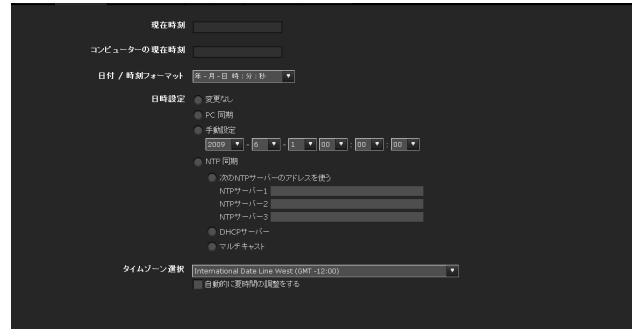 現在時刻
コンピューターの現在時刻
日付 / 時刻フォーマット 年 - 月 - 日 時 : 分 : 秒
日時設定 変更なし
PC 同期
手動設定
2009 - 6 - 1 00 : 00 : 00
NTP 同期
次のNTPサーバーのアドレスを使う
NTPサーバー1
NTPサーバー2
NTPサーバー3
DHCPサーバー
マルチキャスト
タイムゾーン選択 International Date Line West (GMT -12:00)
自動的に夏時間の調整をする